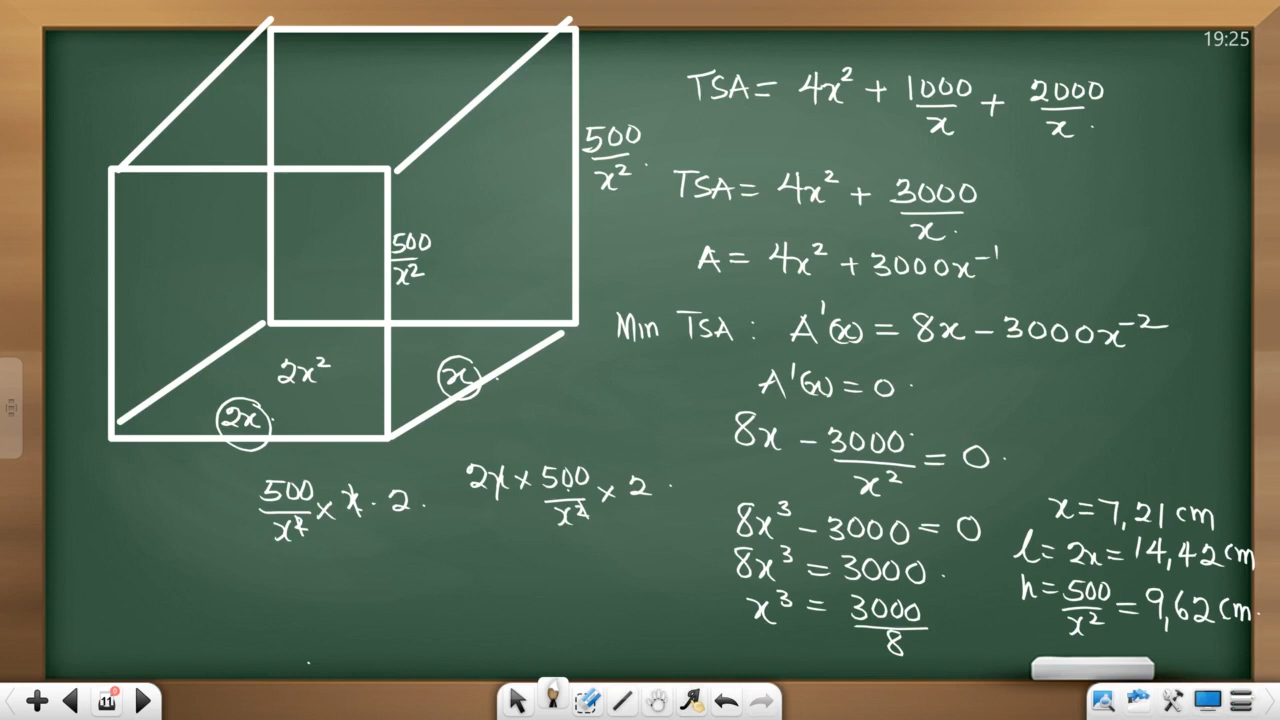 19:25
TSA = 4x² + 1000/x + 2000/x .
500/x² .
TSA = 4x² + 3000/x .
500/x²
A = 4x² + 3000x⁻¹
Min TSA : A'(x) = 8x - 3000x⁻²
2x²
x .
A'(x) = 0 .
2x .
8x - 3000/x² = 0 .
500/x² × x . 2 .
2x × 500/x² × 2 .
8x³ - 3000 = 0
8x³ = 3000 .
x³ = 3000/8
x = 7,21 cm
l = 2x = 14,42 cm
h = 500/x² = 9,62 cm .
11